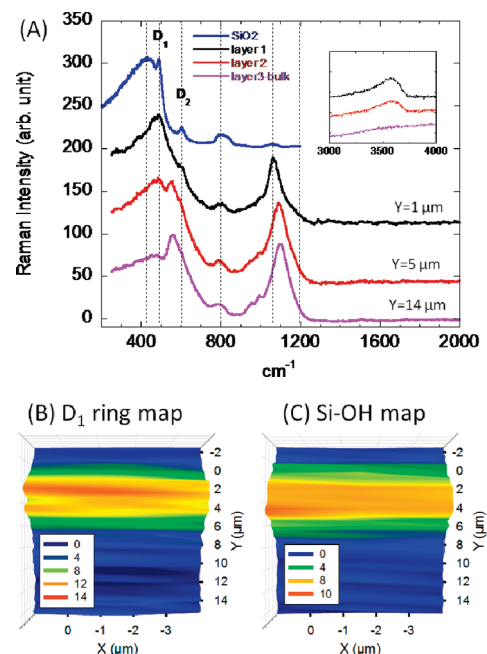 (A)
D1
D2
SiO2
layer 1
layer 2
layer3-bulk
350
300
250
200
150
100
50
0
Raman Intensity (arb. unit)
3000 3500 4000
Y=1 μm
Y=5 μm
Y=14 μm
400 800 1200 1600 2000
cm-1
(B) D1 ring map
(C) Si-OH map
-2
0
2
4
6
8
10
12
14
Y (μm)
0
4
8
12
14
0 -1 -2 -3
X (μm)
-2
0
2
4
6
8
10
12
14
Y (μm)
0
4
8
10
0 -1 -2 -3
X (μm)